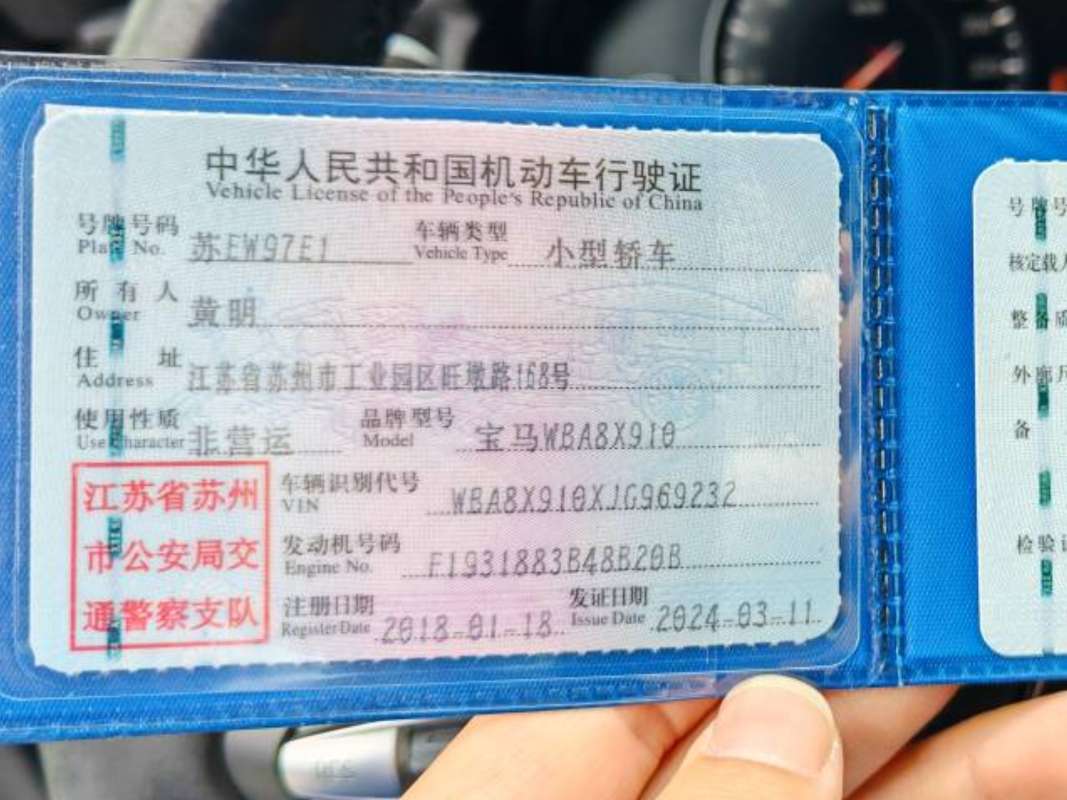 中华人民共和国机动车行驶证
Vehicle License of the People's Republic of China
号牌号码 苏EW97E1 车辆类型 小型轿车
Plate No. Vehicle Type
所有人 黄明
Owner
住址 江苏省苏州市工业园区旺墩路168号
Address
使用性质 非营运 品牌型号 宝马WBA8X910
Use Character Model
江苏省苏州
市公安局交
通警察支队
车辆识别代号 WBA8X910XJG969232
VIN
发动机号码 F1931883B48B20B
Engine No.
注册日期 2018-01-18 发证日期 2024-03-11
Register Date Issue Date
号牌号
核定载人
整备质
外廓尺
备
检验记